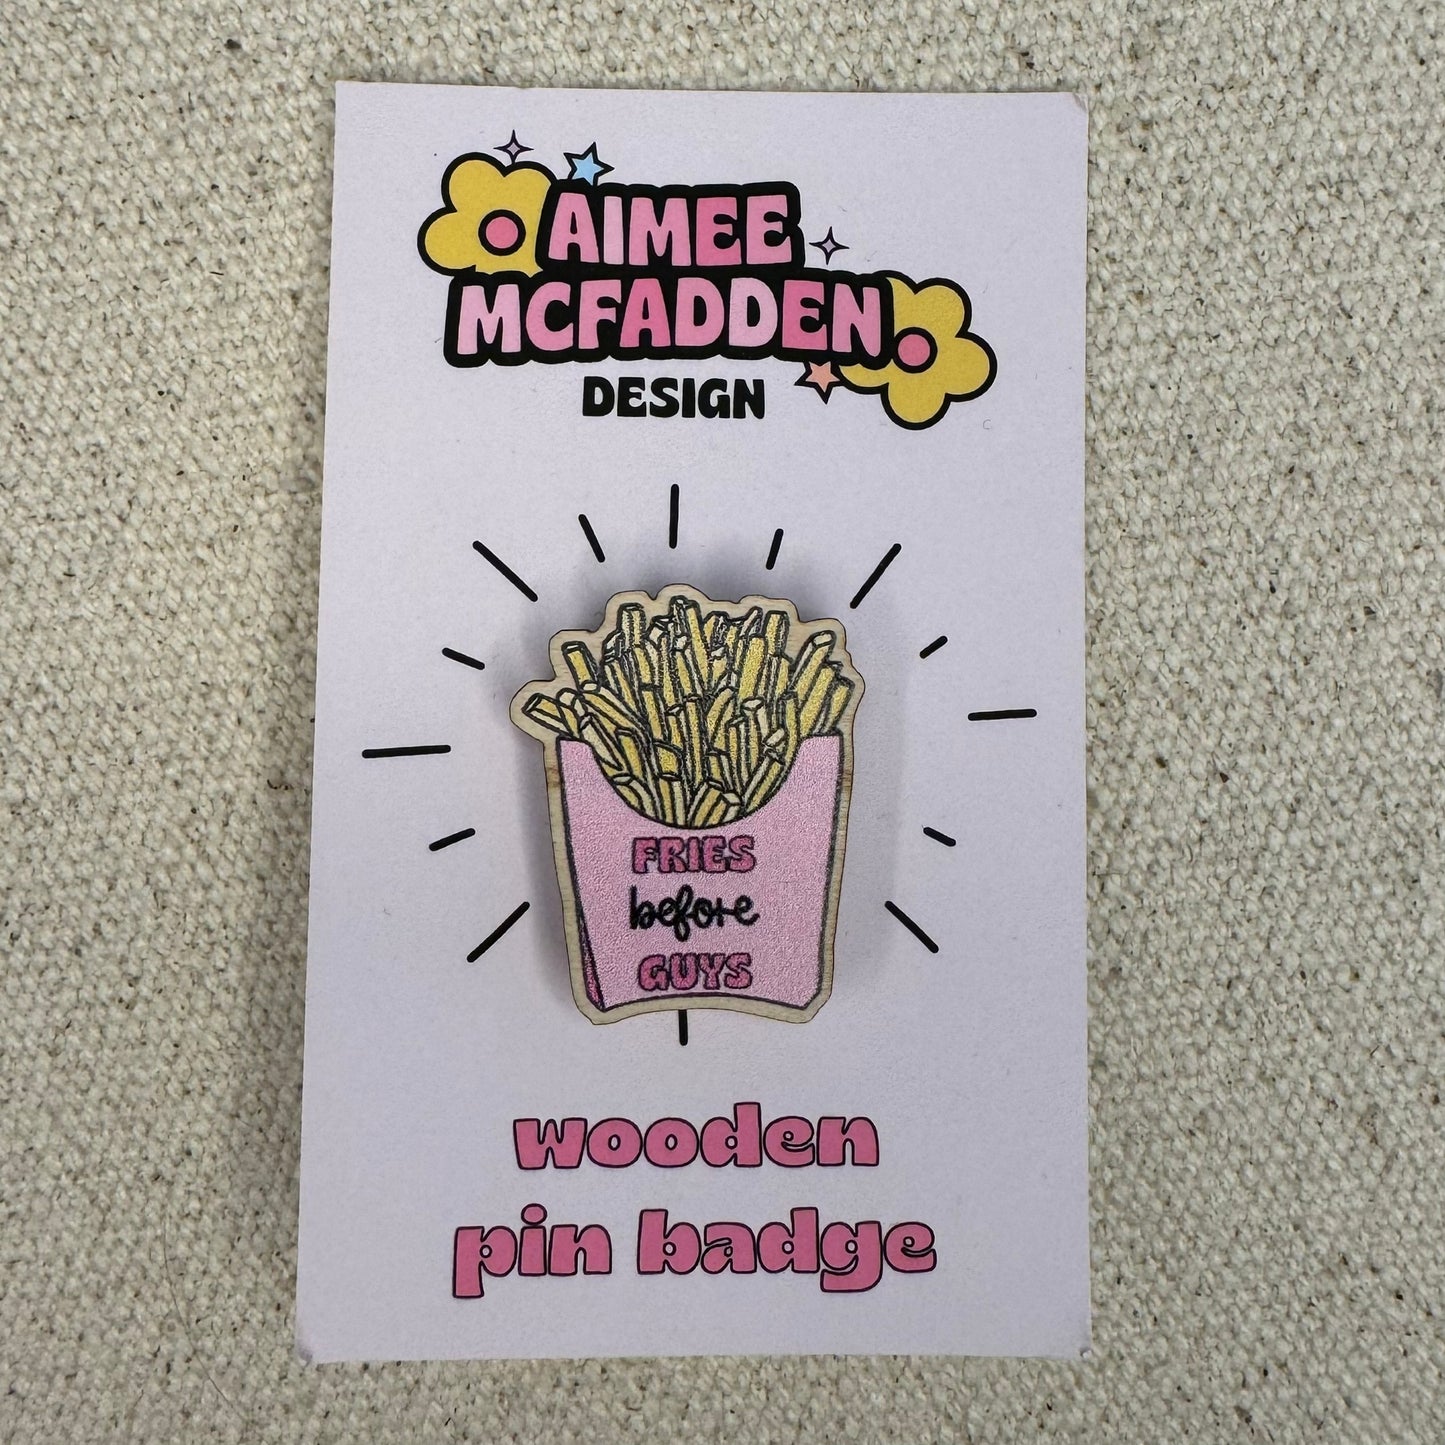 AIMEE
MCFADDEN
DESIGN
FRIES
before
GUYS
wooden
pin badge